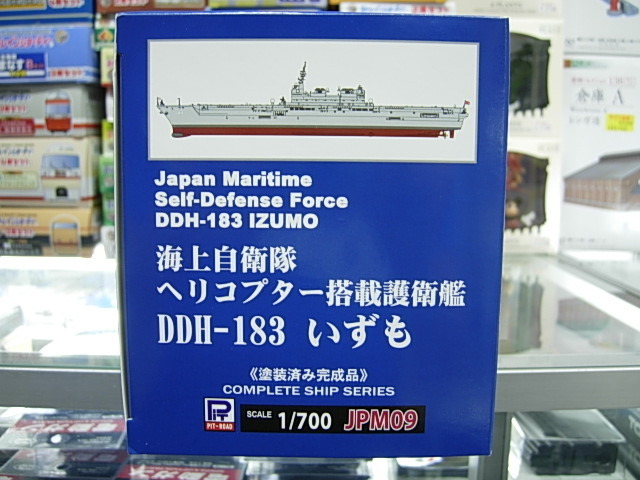 Japan Maritime
Self-Defense Force
DDH-183 IZUMO
海上自衛隊
ヘリコプター搭載護衛艦
DDH-183 いずも
《塗装済み完成品》
COMPLETE SHIP SERIES
PIT-ROAD
SCALE 1/700 JPM09
倉庫 A